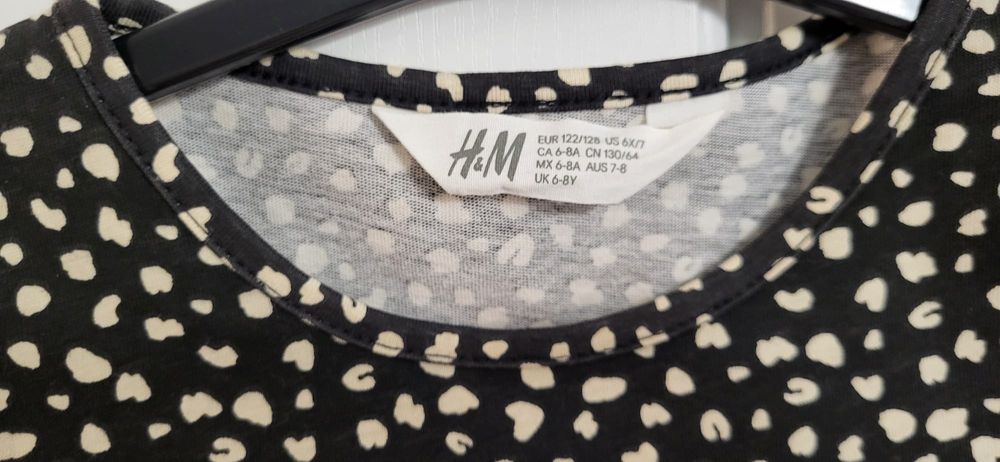 H&M
EUR 122/128 US 6X/7
CA 6-8A CN 130/64
MX 6-8A AUS 7-8
UK 6-8Y